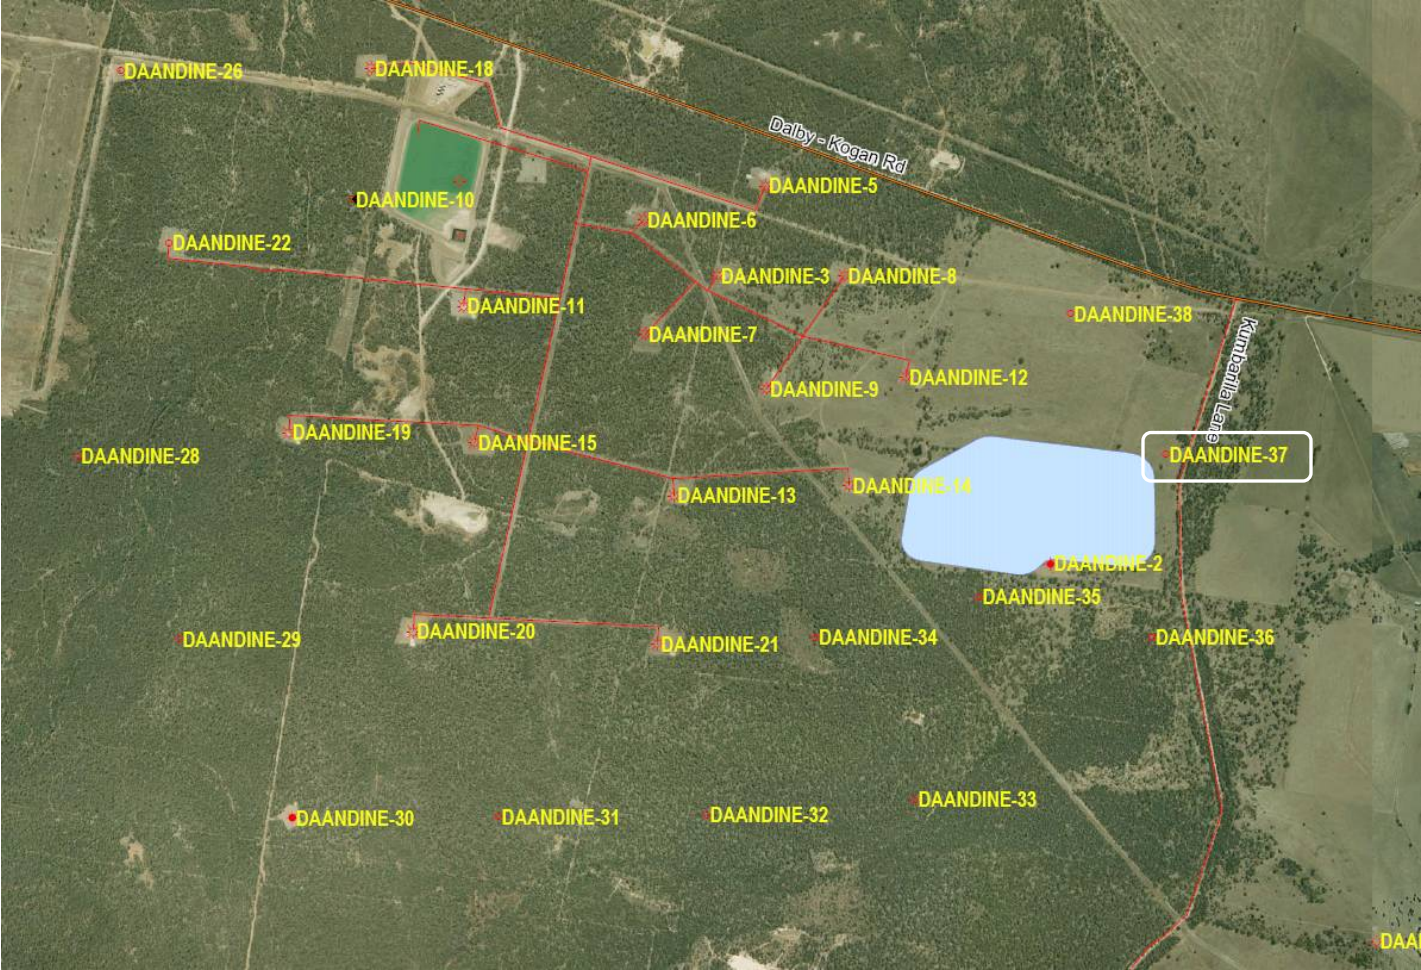 DAANDINE-26
DAANDINE-18
Dalby - Kogan Rd
DAANDINE-5
DAANDINE-10
DAANDINE-6
DAANDINE-22
DAANDINE-3
DAANDINE-8
DAANDINE-11
DAANDINE-38
DAANDINE-7
Kumbarilla Lane
DAANDINE-12
DAANDINE-9
DAANDINE-19
DAANDINE-15
DAANDINE-28
DAANDINE-37
DAANDINE-14
DAANDINE-13
DAANDINE-2
DAANDINE-35
DAANDINE-20
DAANDINE-34
DAANDINE-36
DAANDINE-29
DAANDINE-21
DAANDINE-33
DAANDINE-32
DAANDINE-31
DAANDINE-30
DAAI